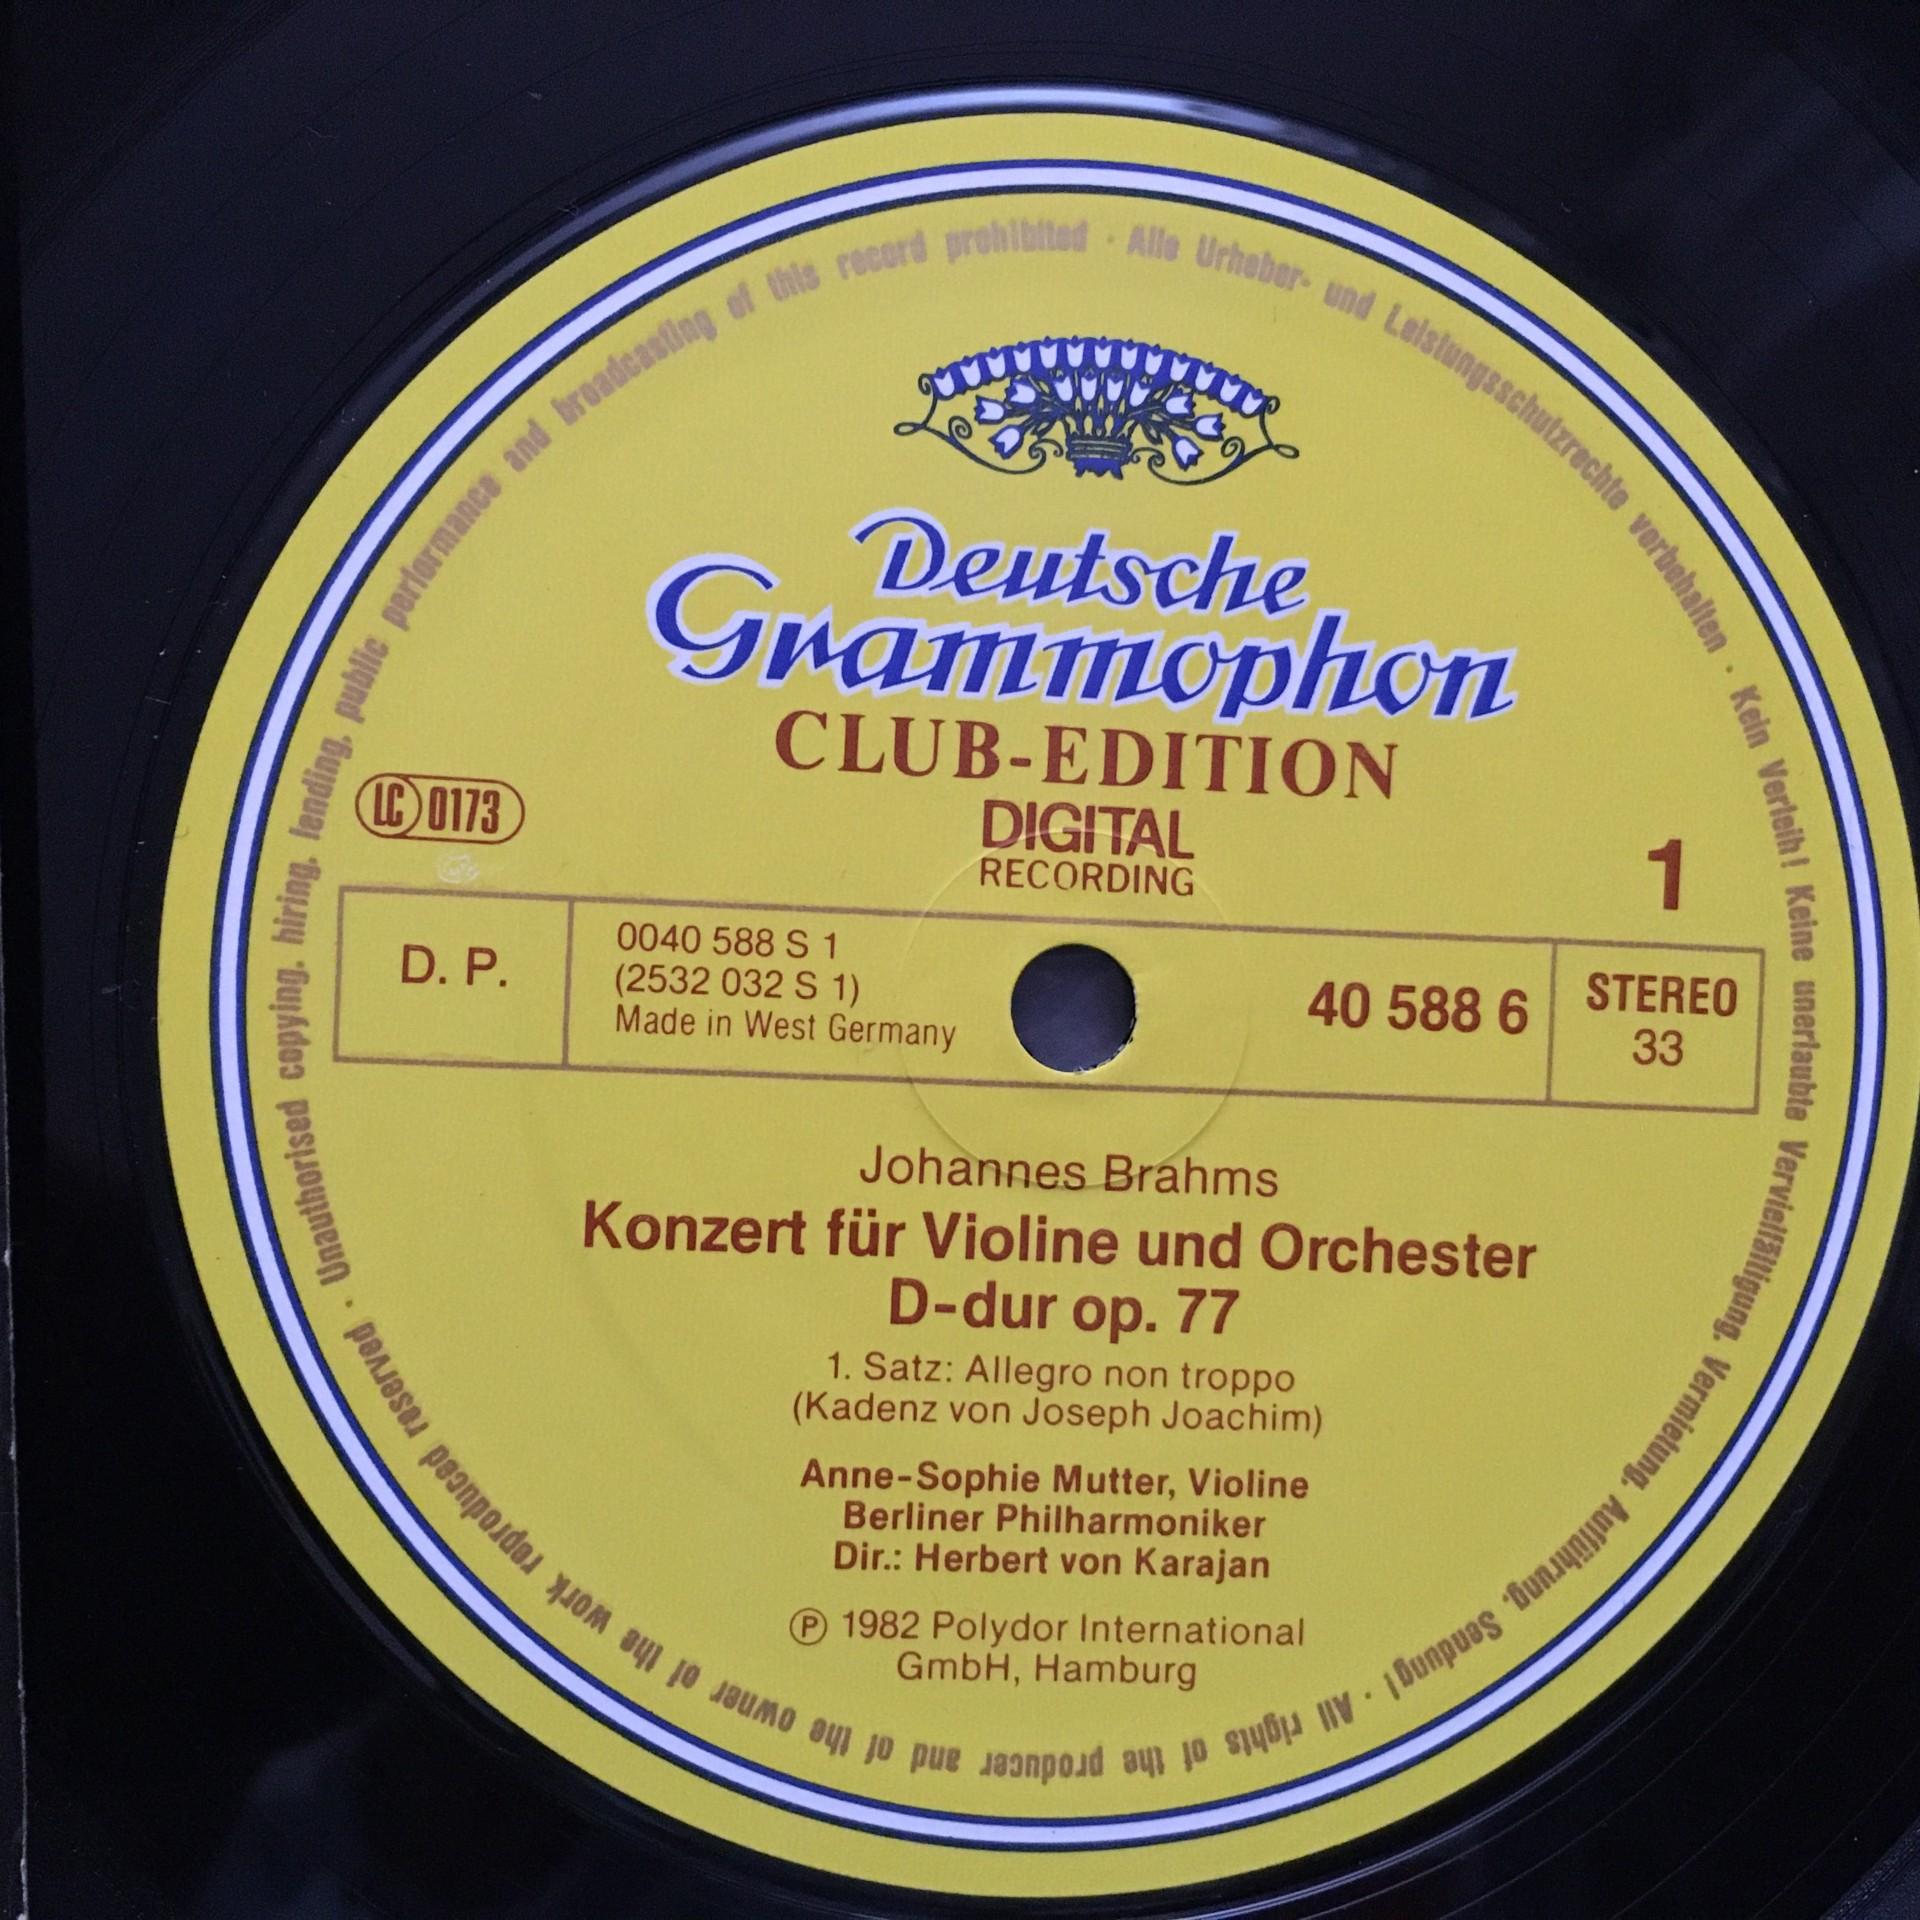 Deutsche
Grammophon
CLUB-EDITION
DIGITAL
RECORDING
LC 0173
1
D. P.
0040 588 S 1
(2532 032 S 1)
Made in West Germany
40 588 6
STEREO
33
Johannes Brahms
Konzert für Violine und Orchester
D-dur op. 77
1. Satz: Allegro non troppo
(Kadenz von Joseph Joachim)
Anne-Sophie Mutter, Violine
Berliner Philharmoniker
Dir.: Herbert von Karajan
℗ 1982 Polydor International
GmbH, Hamburg
Alle Urheber- und Leistungsschutzrechte vorbehalten · Kein Verleih! Keine unerlaubte Vervielfältigung, Vermietung, Aufführung, Sendung! · All rights of the producer and of the owner of the work reproduced reserved · Unauthorised copying, hiring, lending, public performance and broadcasting of this record prohibited ·